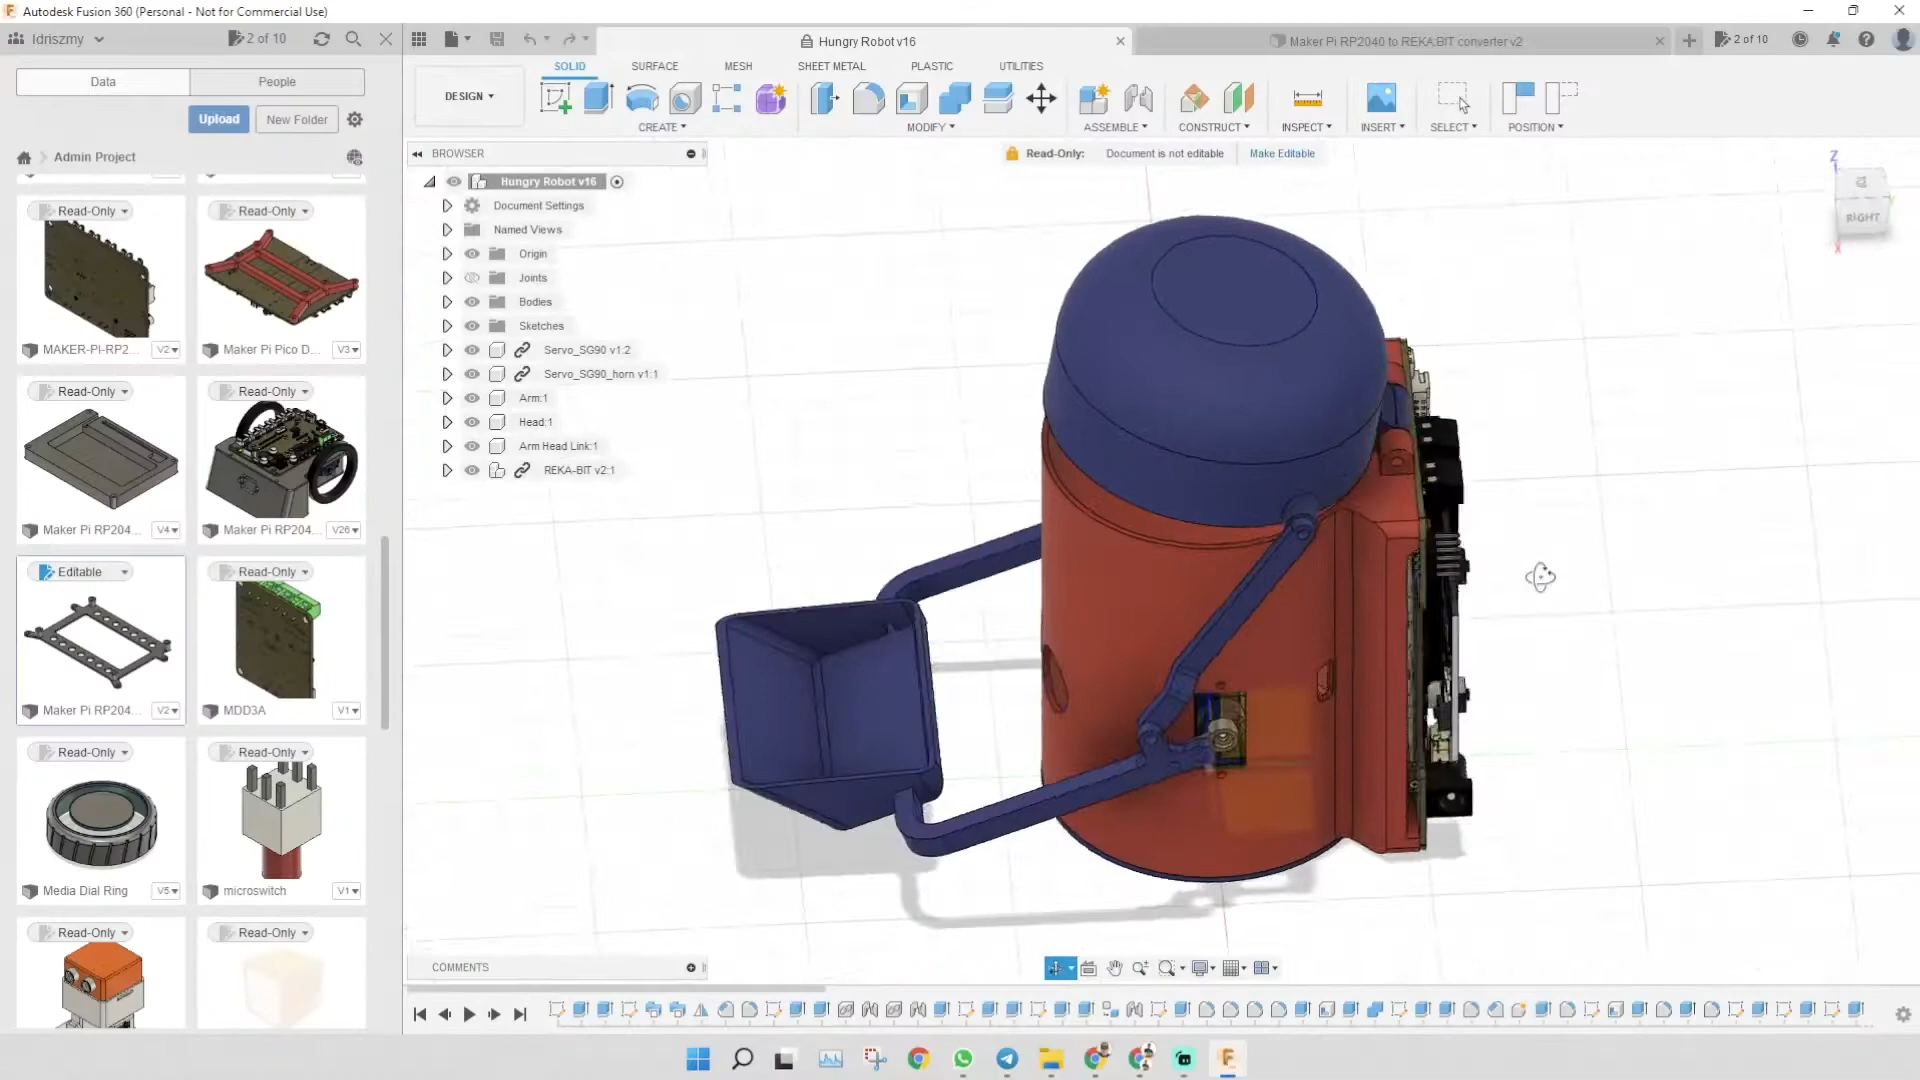 Autodesk Fusion 360 (Personal - Not for Commercial Use)
Idriszmy
2 of 10
Hungry Robot v16
Maker Pi RP2040 to REKA:BIT converter v2
2 of 10
Data
People
Upload
New Folder
Admin Project
DESIGN
SOLID
SURFACE
MESH
SHEET METAL
PLASTIC
UTILITIES
CREATE
MODIFY
ASSEMBLE
CONSTRUCT
INSPECT
INSERT
SELECT
POSITION
BROWSER
Read-Only: Document is not editable
Make Editable
Hungry Robot v16
Document Settings
Named Views
Origin
Joints
Bodies
Sketches
Servo_SG90 v1:2
Servo_SG90_horn v1:1
Arm:1
Head:1
Arm Head Link:1
REKA-BIT v2:1
Read-Only
Read-Only
MAKER-PI-RP2...
V2
Maker Pi Pico D...
V3
Read-Only
Read-Only
Maker Pi RP204...
V4
Maker Pi RP204...
V26
Editable
Read-Only
Maker Pi RP204...
V2
MDD3A
V1
Read-Only
Read-Only
Media Dial Ring
V5
microswitch
V1
Read-Only
Read-Only
Z
RIGHT
X
COMMENTS